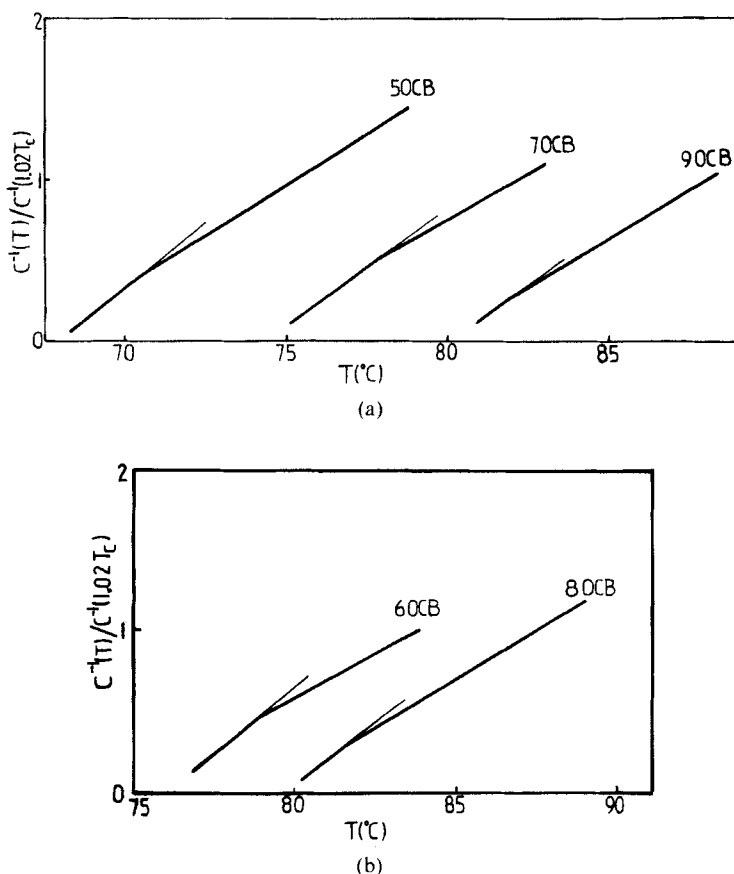 2
50CB
70CB
90CB
C⁻¹(T)/C⁻¹(1.02Tc)
1
0
70 75 80 85
T(°C)
(a)
2
60CB
80CB
C⁻¹(T)/C⁻¹(1.02Tc)
1
0
75 80 85 90
T(°C)
(b)